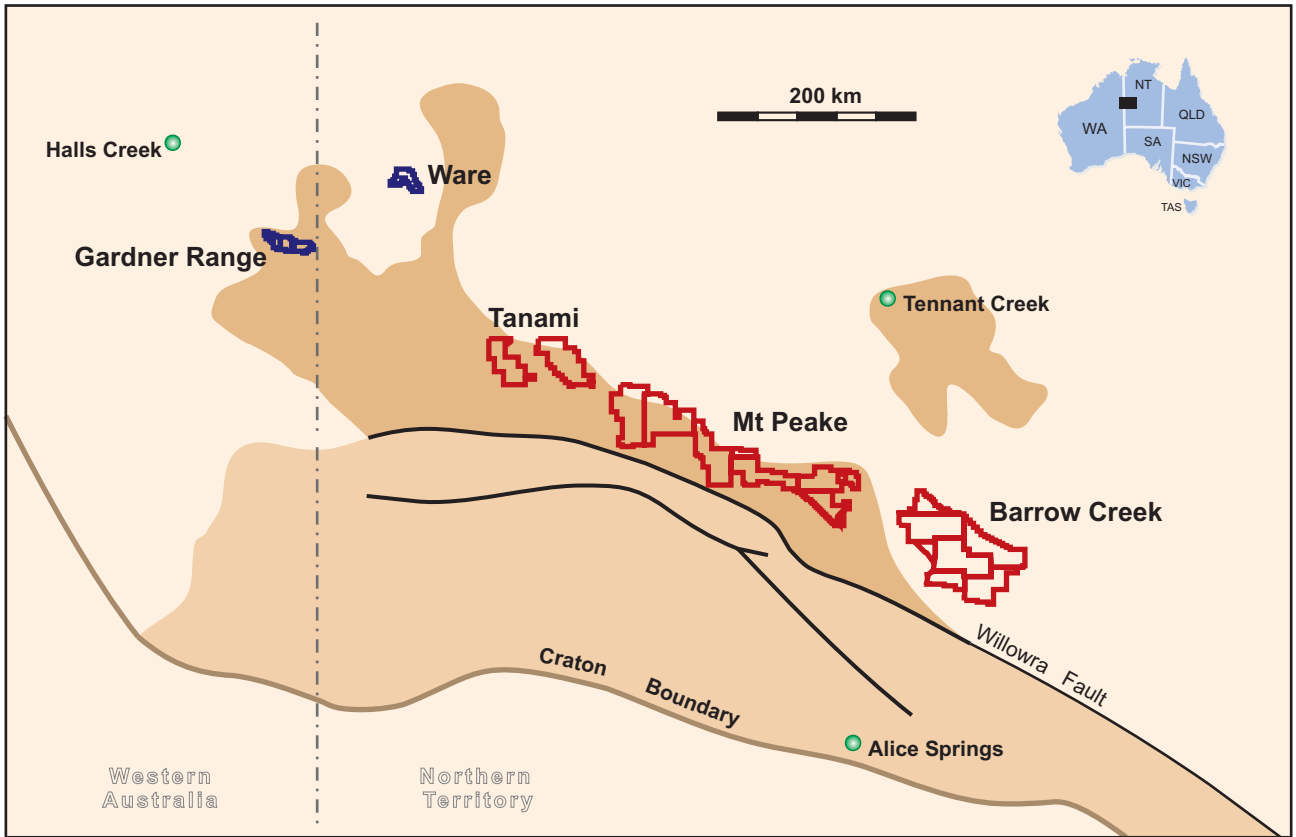 200 km
NT
WA
QLD
SA
NSW
VIC
TAS
Halls Creek
Ware
Gardner Range
Tanami
Tennant Creek
Mt Peake
Barrow Creek
Willowra Fault
Craton Boundary
Alice Springs
Western
Australia
Northern
Territory